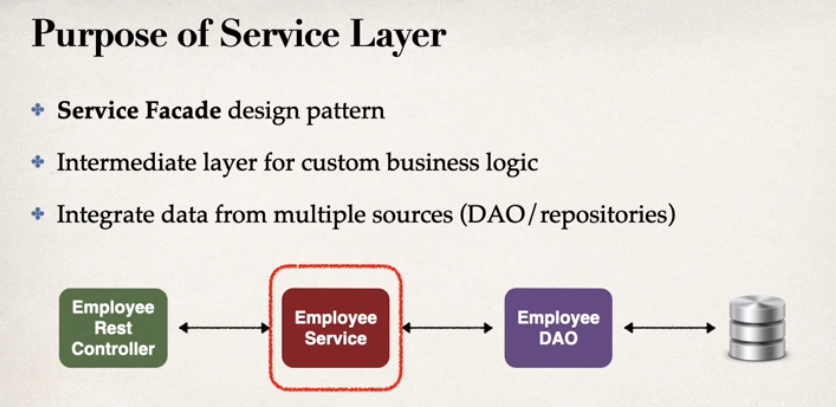 Purpose of Service Layer
Service Facade design pattern
Intermediate layer for custom business logic
Integrate data from multiple sources (DAO/repositories)
Employee
Rest
Controller
Employee
Service
Employee
DAO